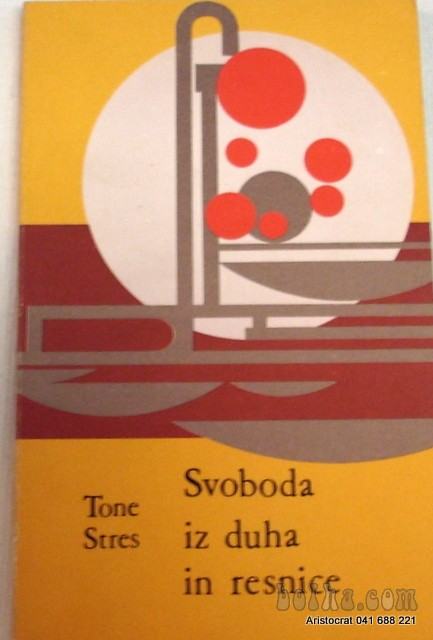 Tone
Stres
Svoboda
iz duha
in resnice
bolha.com
Aristocrat 041 688 221